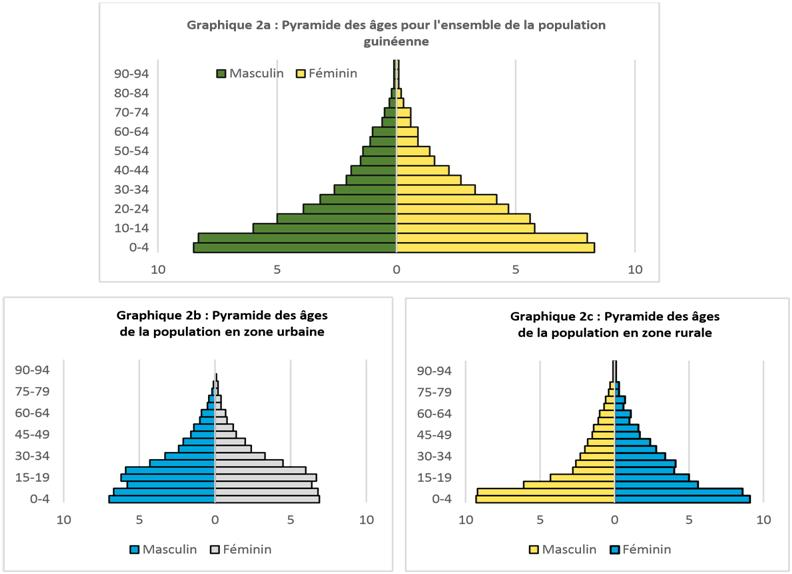 Graphique 2a : Pyramide des âges pour l'ensemble de la population
guinéenne
Masculin Féminin
90-94
80-84
70-74
60-64
50-54
40-44
30-34
20-24
10-14
0-4
10 5 0 5 10
Graphique 2b : Pyramide des âges
de la population en zone urbaine
90-94
75-79
60-64
45-49
30-34
15-19
0-4
10 5 0 5 10
Masculin Féminin
Graphique 2c : Pyramide des âges
de la population en zone rurale
90-94
75-79
60-64
45-49
30-34
15-19
0-4
10 5 0 5 10
Masculin Féminin